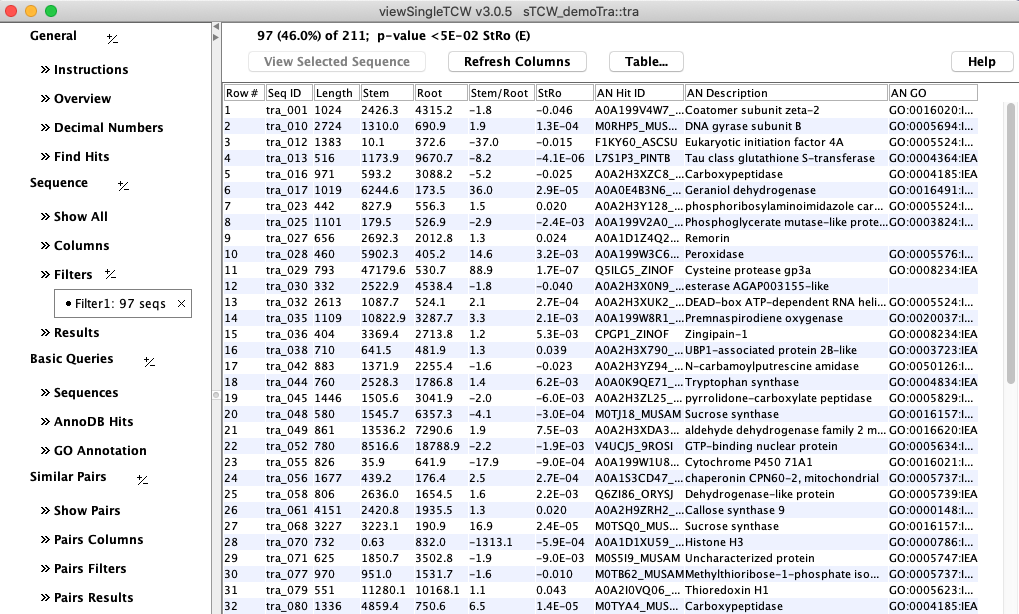 viewSingleTCW v3.0.5 sTCW_demoTra::tra
General +/-
» Instructions
» Overview
» Decimal Numbers
» Find Hits
Sequence +/-
» Show All
» Columns
» Filters +/-
• Filter1: 97 seqs ×
» Results
Basic Queries +/-
» Sequences
» AnnoDB Hits
» GO Annotation
Similar Pairs +/-
» Show Pairs
» Pairs Columns
» Pairs Filters
» Pairs Results
97 (46.0%) of 211; p-value <5E-02 StRo (E)
View Selected Sequence Refresh Columns Table... Help
Row # Seq ID Length Stem Root Stem/Root StRo AN Hit ID AN Description AN GO
1 tra_001 1024 2426.3 4315.2 -1.8 -0.046 A0A199V4W7_... Coatomer subunit zeta-2 GO:0016020:I...
2 tra_010 2724 1310.0 690.9 1.9 1.3E-04 M0RHP5_MUS... DNA gyrase subunit B GO:0005694:I...
3 tra_012 1383 10.1 372.6 -37.0 -0.015 F1KY60_ASCSU Eukaryotic initiation factor 4A GO:0005524:I...
4 tra_013 516 1173.9 9670.7 -8.2 -4.1E-06 L7S1P3_PINTB Tau class glutathione S-transferase GO:0004364:IEA
5 tra_016 971 593.2 3088.2 -5.2 -0.025 A0A2H3XZC8_... Carboxypeptidase GO:0004185:IEA
6 tra_017 1019 6244.6 173.5 36.0 2.9E-05 A0A0E4B3N6_... Geraniol dehydrogenase GO:0016491:I...
7 tra_023 442 827.9 556.3 1.5 0.020 A0A2H3Y128_... phosphoribosylaminoimidazole car... GO:0005524:I...
8 tra_025 1101 179.5 526.9 -2.9 -2.4E-03 A0A199V2A0_... Phosphoglycerate mutase-like prote... GO:0003824:I...
9 tra_027 656 2692.3 2012.8 1.3 0.024 A0A1D1Z4Q2... Remorin
10 tra_028 460 5902.3 405.2 14.6 3.2E-03 A0A199W3C6... Peroxidase GO:0005576:I...
11 tra_029 793 47179.6 530.7 88.9 1.7E-07 Q5ILG5_ZINOF Cysteine protease gp3a GO:0008234:IEA
12 tra_030 332 2522.9 4538.4 -1.8 -0.040 A0A2H3X0N9_... esterase AGAP003155-like
13 tra_032 2613 1087.7 524.1 2.1 2.7E-04 A0A2H3XUK2_... DEAD-box ATP-dependent RNA heli... GO:0005524:I...
14 tra_035 1109 10822.9 3287.7 3.3 2.1E-03 A0A199W8R1_... Premnaspirodiene oxygenase GO:0020037:I...
15 tra_036 404 3369.4 2713.8 1.2 5.3E-03 CPGP1_ZINOF Zingipain-1 GO:0008234:IEA
16 tra_038 710 641.5 481.9 1.3 0.039 A0A2H3X790_... UBP1-associated protein 2B-like GO:0003723:IEA
17 tra_042 883 1371.9 2255.4 -1.6 -0.023 A0A2H3YZ94_... N-carbamoylputrescine amidase GO:0050126:I...
18 tra_044 760 2528.3 1786.8 1.4 6.2E-03 A0A0K9QE71_... Tryptophan synthase GO:0004834:IEA
19 tra_045 1446 1505.6 3041.9 -2.0 -6.0E-03 A0A2H3ZL25_... pyrrolidone-carboxylate peptidase GO:0005829:I...
20 tra_048 580 1545.7 6357.3 -4.1 -3.0E-04 M0TJ18_MUSAM Sucrose synthase GO:0016157:I...
21 tra_049 861 13536.2 7290.6 1.9 7.5E-03 A0A2H3XDA3... aldehyde dehydrogenase family 2 m... GO:0016620:I...
22 tra_052 780 8516.6 18788.9 -2.2 -1.9E-03 V4UCJ5_9ROSI GTP-binding nuclear protein GO:0005634:I...
23 tra_055 826 35.9 641.9 -17.9 -9.0E-04 A0A199W1U8... Cytochrome P450 71A1 GO:0016021:I...
24 tra_056 1677 439.2 176.4 2.5 2.7E-04 A0A1S3CD47_... chaperonin CPN60-2, mitochondrial GO:0005737:I...
25 tra_058 806 2636.0 1654.5 1.6 2.2E-03 Q6ZI86_ORYSJ Dehydrogenase-like protein GO:0005739:IEA
26 tra_061 4151 2420.8 1935.5 1.3 0.020 A0A2H9ZRH2_... Callose synthase 9 GO:0000148:I...
27 tra_068 3227 3223.1 190.9 16.9 2.4E-05 M0TSQ0_MUS... Sucrose synthase GO:0016157:I...
28 tra_070 732 0.63 832.0 -1313.1 -5.9E-04 A0A1D1XU59_... Histone H3 GO:0000786:I...
29 tra_071 625 1850.7 3502.8 -1.9 -9.0E-03 M0S5I9_MUSAM Uncharacterized protein GO:0005747:IEA
30 tra_077 970 951.0 1531.7 -1.6 -0.010 M0TB62_MUSAM Methylthioribose-1-phosphate iso... GO:0005737:I...
31 tra_079 551 11280.1 10168.1 1.1 0.043 A0A2I0VQ06_... Thioredoxin H1 GO:0005623:I...
32 tra_080 1336 4859.4 750.6 6.5 1.4E-05 M0TYA4_MUS... Carboxypeptidase GO:0004185:IEA